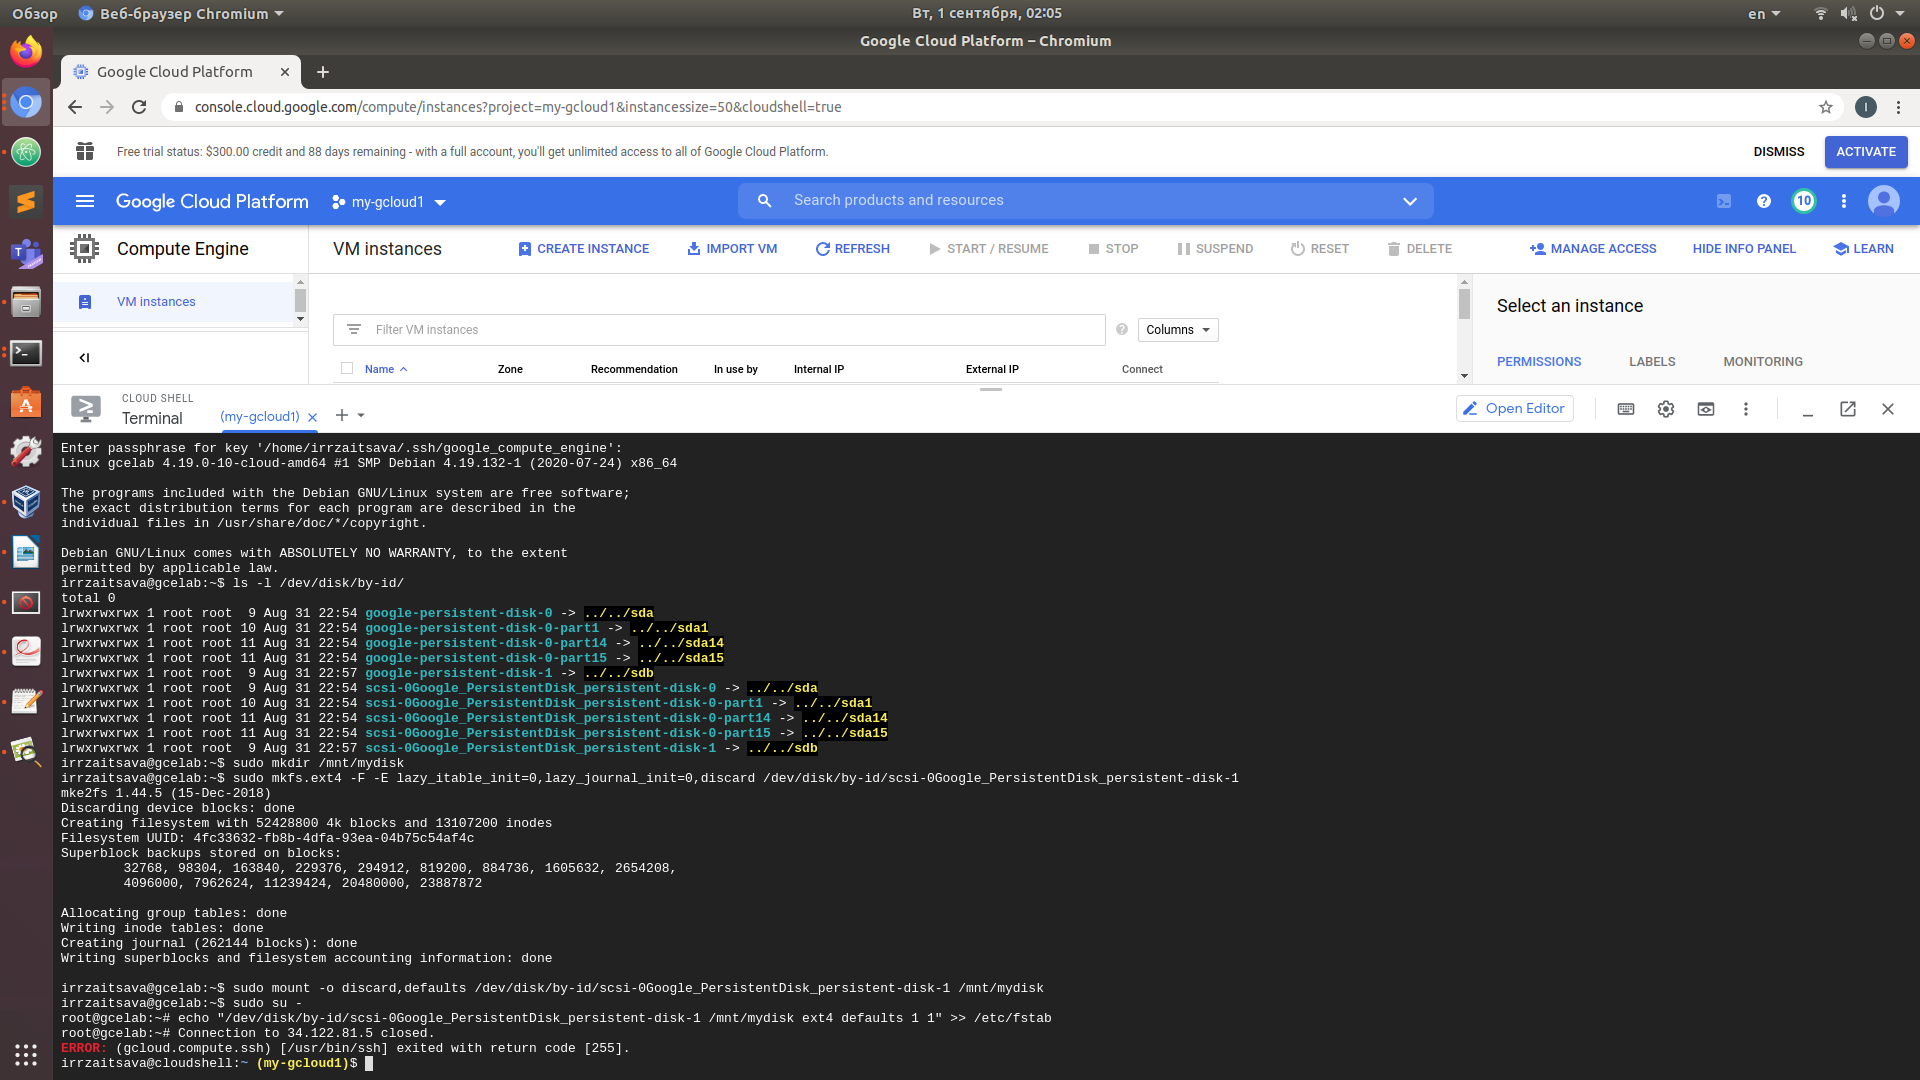 Обзор
Веб-браузер Chromium
Вт, 1 сентября, 02:05
en
Google Cloud Platform – Chromium
Google Cloud Platform
console.cloud.google.com/compute/instances?project=my-gcloud1&instancessize=50&cloudshell=true
I
Free trial status: $300.00 credit and 88 days remaining - with a full account, you'll get unlimited access to all of Google Cloud Platform.
DISMISS
ACTIVATE
Google Cloud Platform
my-gcloud1
Search products and resources
10
Compute Engine
VM instances
CREATE INSTANCE
IMPORT VM
REFRESH
START / RESUME
STOP
SUSPEND
RESET
DELETE
MANAGE ACCESS
HIDE INFO PANEL
LEARN
VM instances
Filter VM instances
Columns
Select an instance
Name
Zone
Recommendation
In use by
Internal IP
External IP
Connect
PERMISSIONS
LABELS
MONITORING
CLOUD SHELL
Terminal
(my-gcloud1)
Open Editor
Enter passphrase for key '/home/irrzaitsava/.ssh/google_compute_engine':
Linux gcelab 4.19.0-10-cloud-amd64 #1 SMP Debian 4.19.132-1 (2020-07-24) x86_64
The programs included with the Debian GNU/Linux system are free software;
the exact distribution terms for each program are described in the
individual files in /usr/share/doc/*/copyright.
Debian GNU/Linux comes with ABSOLUTELY NO WARRANTY, to the extent
permitted by applicable law.
irrzaitsava@gcelab:~$ ls -l /dev/disk/by-id/
total 0
lrwxrwxrwx 1 root root  9 Aug 31 22:54 google-persistent-disk-0 -> ../../sda
lrwxrwxrwx 1 root root 10 Aug 31 22:54 google-persistent-disk-0-part1 -> ../../sda1
lrwxrwxrwx 1 root root 11 Aug 31 22:54 google-persistent-disk-0-part14 -> ../../sda14
lrwxrwxrwx 1 root root 11 Aug 31 22:54 google-persistent-disk-0-part15 -> ../../sda15
lrwxrwxrwx 1 root root  9 Aug 31 22:57 google-persistent-disk-1 -> ../../sdb
lrwxrwxrwx 1 root root  9 Aug 31 22:54 scsi-0Google_PersistentDisk_persistent-disk-0 -> ../../sda
lrwxrwxrwx 1 root root 10 Aug 31 22:54 scsi-0Google_PersistentDisk_persistent-disk-0-part1 -> ../../sda1
lrwxrwxrwx 1 root root 11 Aug 31 22:54 scsi-0Google_PersistentDisk_persistent-disk-0-part14 -> ../../sda14
lrwxrwxrwx 1 root root 11 Aug 31 22:54 scsi-0Google_PersistentDisk_persistent-disk-0-part15 -> ../../sda15
lrwxrwxrwx 1 root root  9 Aug 31 22:57 scsi-0Google_PersistentDisk_persistent-disk-1 -> ../../sdb
irrzaitsava@gcelab:~$ sudo mkdir /mnt/mydisk
irrzaitsava@gcelab:~$ sudo mkfs.ext4 -F -E lazy_itable_init=0,lazy_journal_init=0,discard /dev/disk/by-id/scsi-0Google_PersistentDisk_persistent-disk-1
mke2fs 1.44.5 (15-Dec-2018)
Discarding device blocks: done
Creating filesystem with 52428800 4k blocks and 13107200 inodes
Filesystem UUID: 4fc33632-fb8b-4dfa-93ea-04b75c54af4c
Superblock backups stored on blocks:
32768, 98304, 163840, 229376, 294912, 819200, 884736, 1605632, 2654208,
4096000, 7962624, 11239424, 20480000, 23887872
Allocating group tables: done
Writing inode tables: done
Creating journal (262144 blocks): done
Writing superblocks and filesystem accounting information: done
irrzaitsava@gcelab:~$ sudo mount -o discard,defaults /dev/disk/by-id/scsi-0Google_PersistentDisk_persistent-disk-1 /mnt/mydisk
irrzaitsava@gcelab:~$ sudo su -
root@gcelab:~# echo "/dev/disk/by-id/scsi-0Google_PersistentDisk_persistent-disk-1 /mnt/mydisk ext4 defaults 1 1" >> /etc/fstab
root@gcelab:~# Connection to 34.122.81.5 closed.
ERROR: (gcloud.compute.ssh) [/usr/bin/ssh] exited with return code [255].
irrzaitsava@cloudshell:~ (my-gcloud1)$